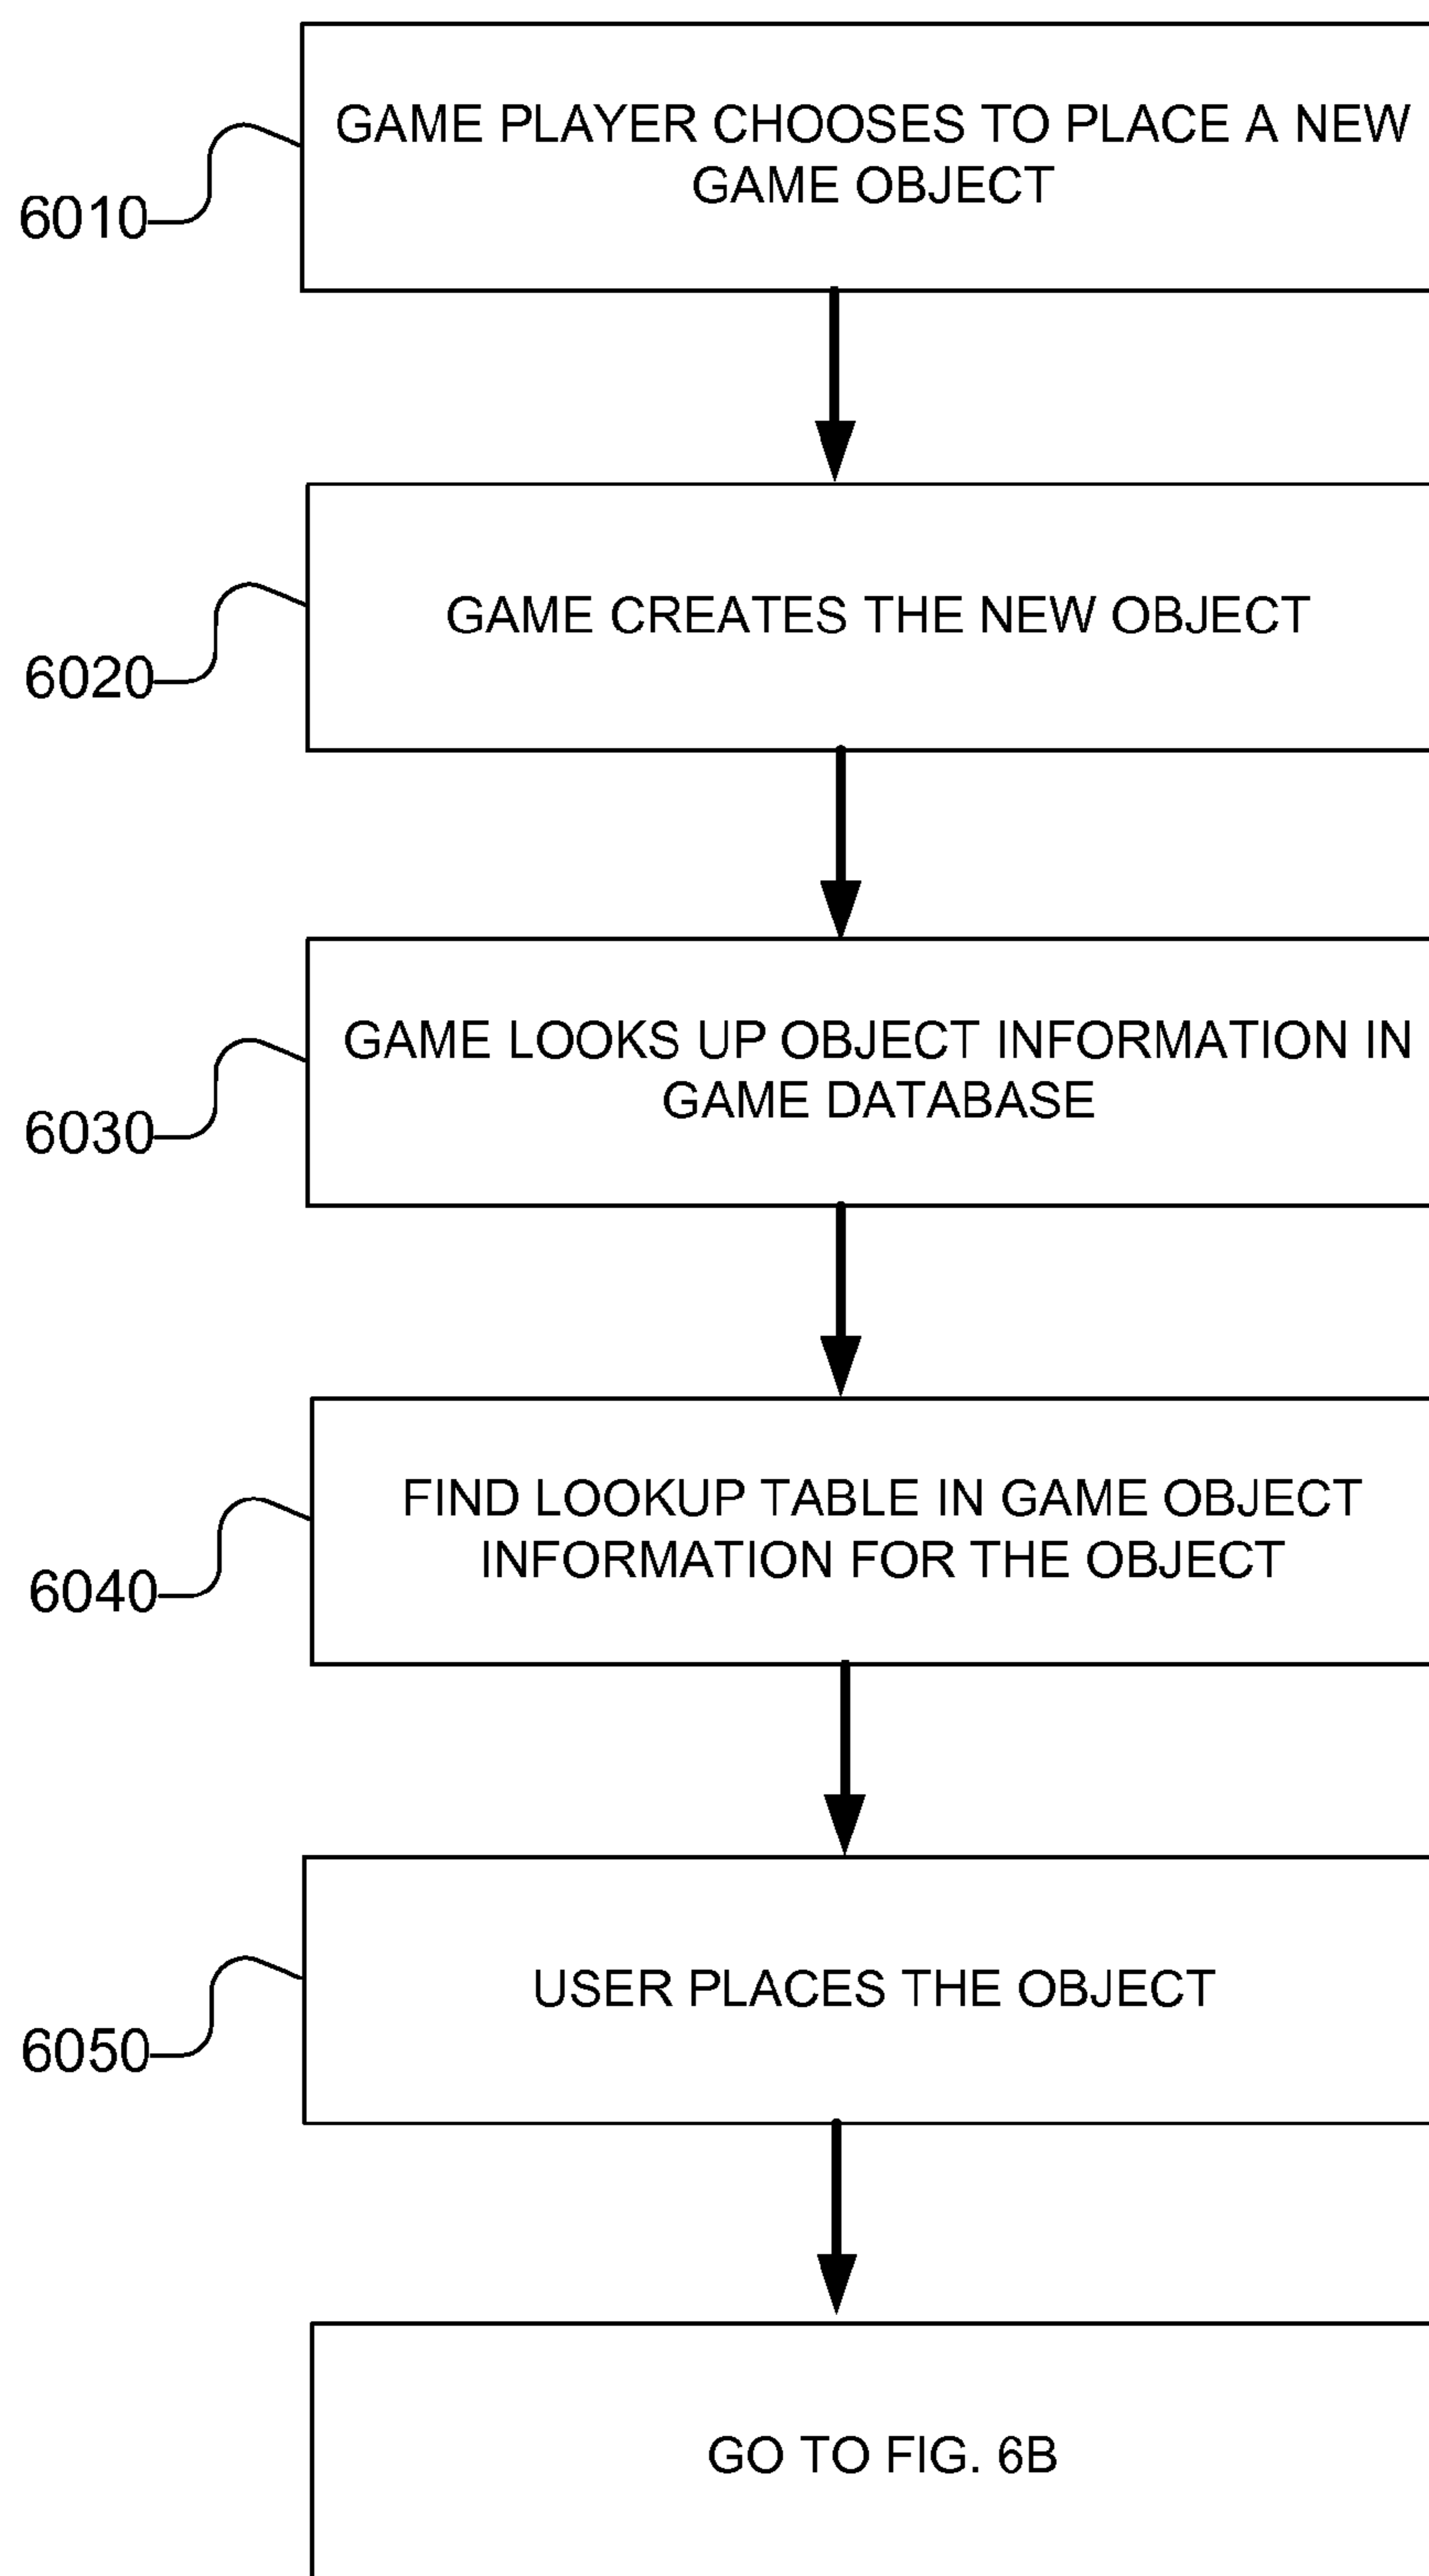 GAME PLAYER CHOOSES TO PLACE A NEW
GAME OBJECT
6010
GAME CREATES THE NEW OBJECT
6020
GAME LOOKS UP OBJECT INFORMATION IN
GAME DATABASE
6030
FIND LOOKUP TABLE IN GAME OBJECT
INFORMATION FOR THE OBJECT
6040
USER PLACES THE OBJECT
6050
GO TO FIG. 6B